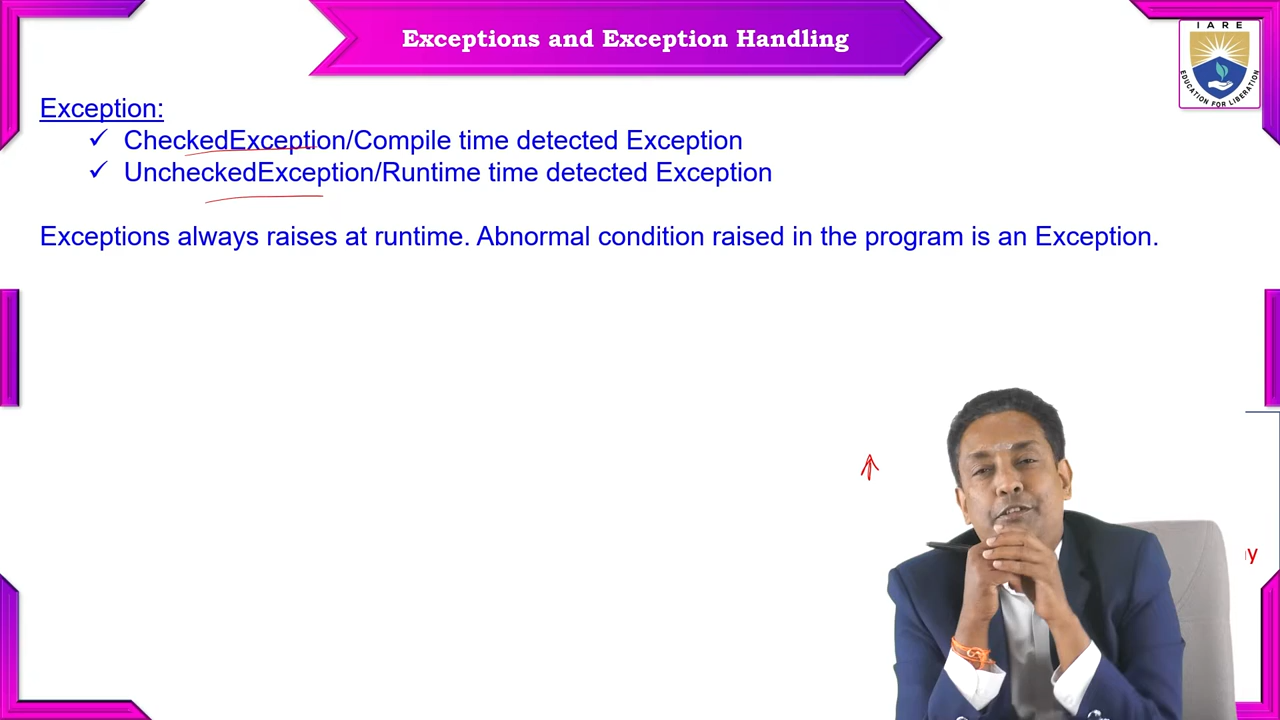 Exceptions and Exception Handling
IARE
EDUCATION FOR LIBERATION
Exception:
✓ CheckedException/Compile time detected Exception
✓ UncheckedException/Runtime time detected Exception
Exceptions always raises at runtime. Abnormal condition raised in the program is an Exception.